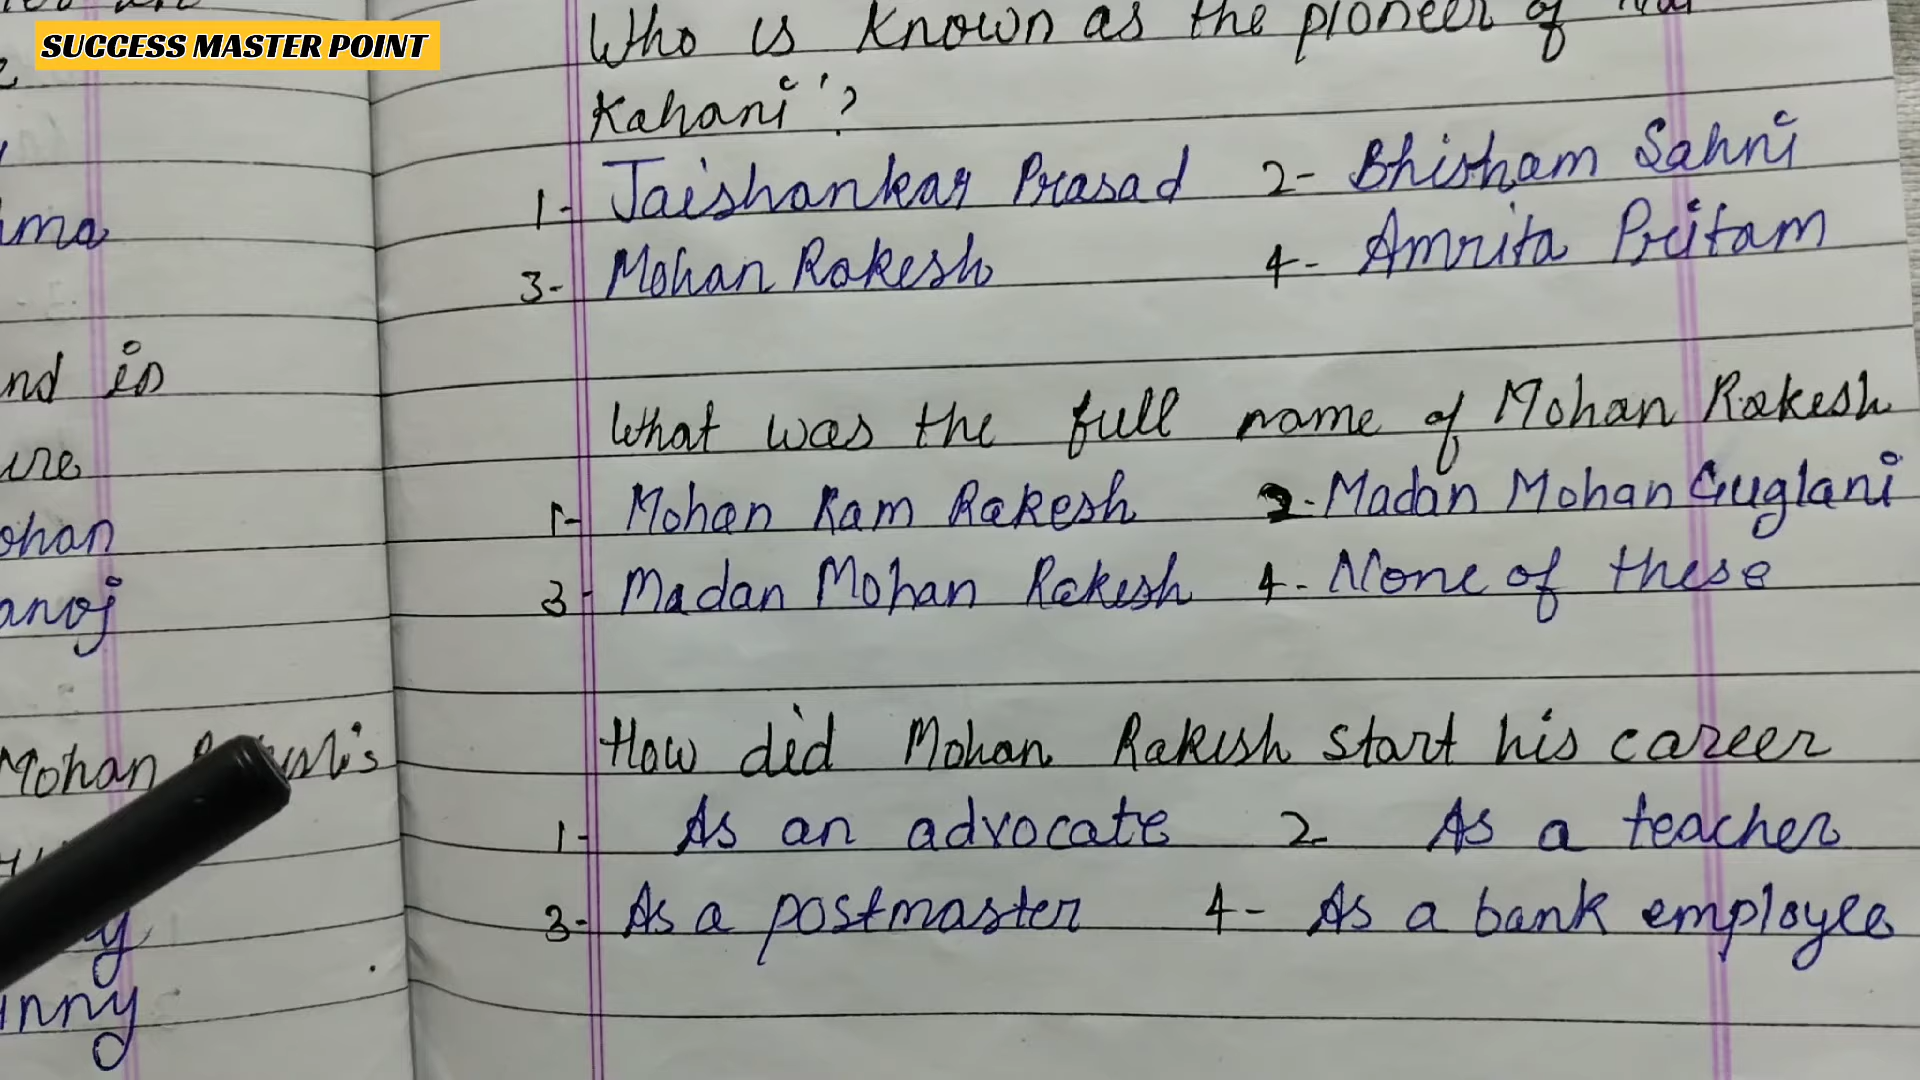 SUCCESS MASTER POINT
ma
nd is
ure
ohan
anoj
Mohan
nny
Who is known as the pioneer of
Kahani'?
1- Jaishankar Prasad 2- Bhisham Sahni
3- Mohan Rakesh 4- Amrita Pritam
What was the full name of Mohan Rakesh
1- Mohan Ram Rakesh 2- Madan Mohan Guglani
3- Madan Mohan Rakesh 4- None of these
How did Mohan Rakesh start his career
1- As an advocate 2- As a teacher
3- As a postmaster 4- As a bank employee